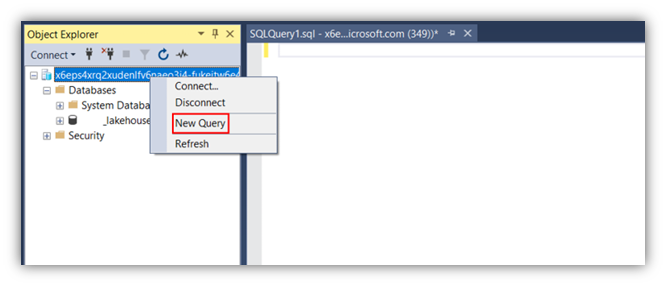 Object Explorer
SQLQuery1.sql - x6e...icrosoft.com (349))*
Connect
x6eps4xrq2xudenlfv6naeo3i4-
Databases
System Databa
_lakehouse
Security
Connect...
Disconnect
New Query
Refresh